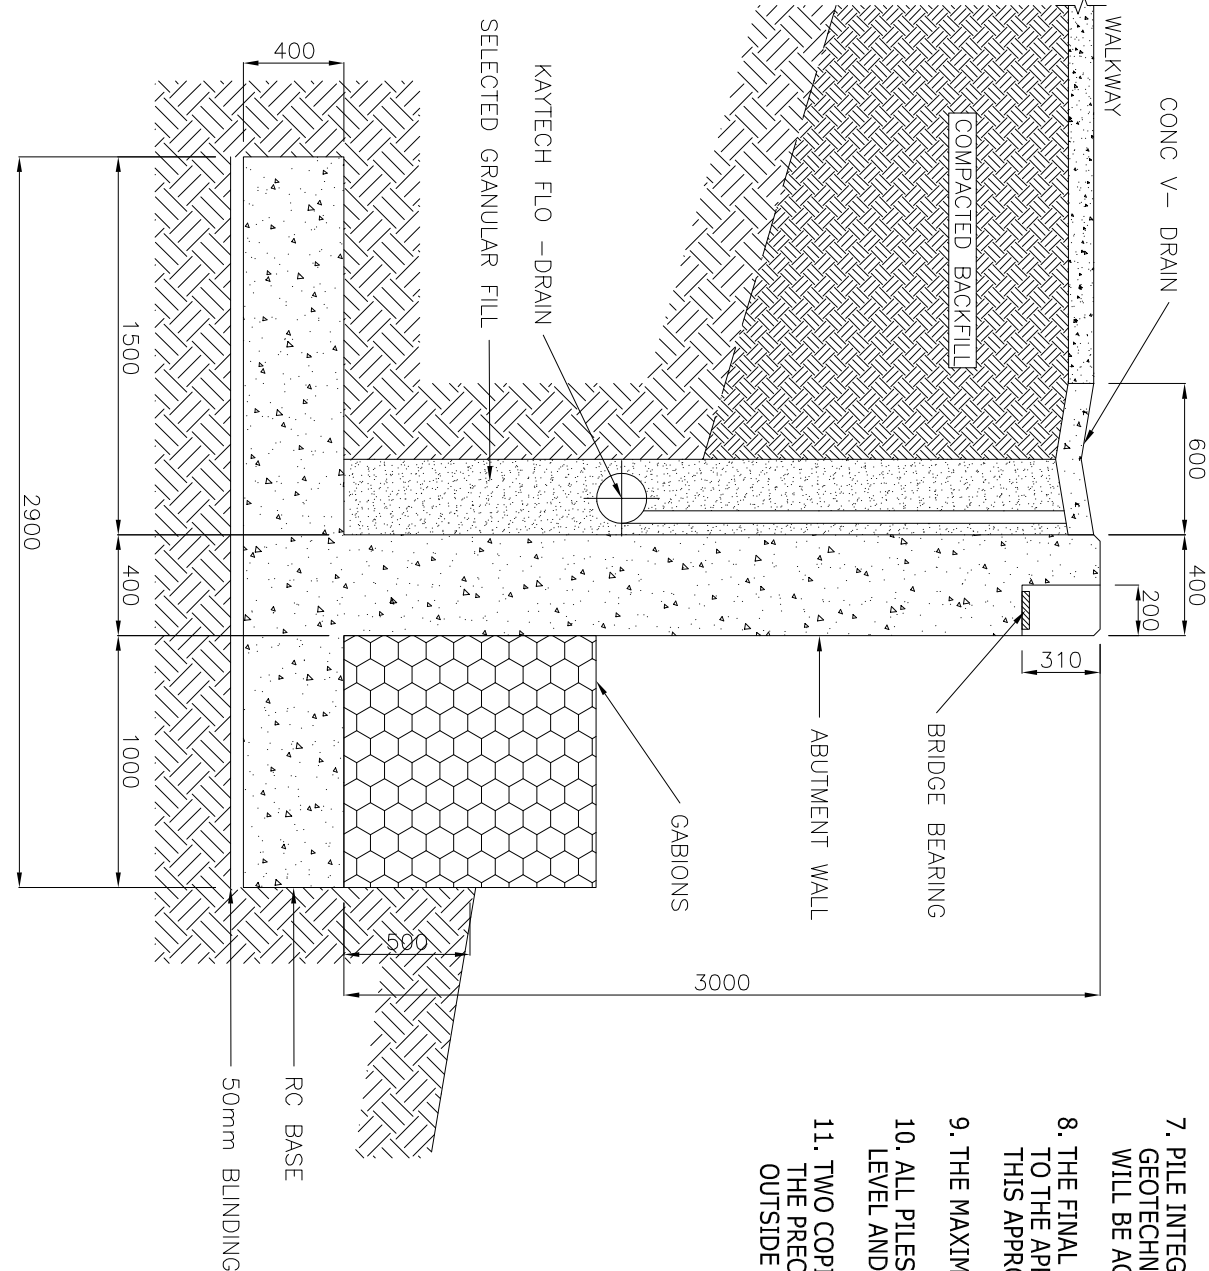 WALKWAY
CONC V- DRAIN
COMPACTED BACKFILL
KAYTECH FLO -DRAIN
SELECTED GRANULAR FILL
600
400
200
310
400
1500
400
1000
2900
500
3000
BRIDGE BEARING
ABUTMENT WALL
GABIONS
RC BASE
50mm BLINDING
7. PILE INTEG
GEOTECHN
WILL BE AC
8. THE FINAL
TO THE API
THIS APPRO
9. THE MAXIM
10. ALL PILES
LEVEL AND
11. TWO COPI
THE PREC
OUTSIDE